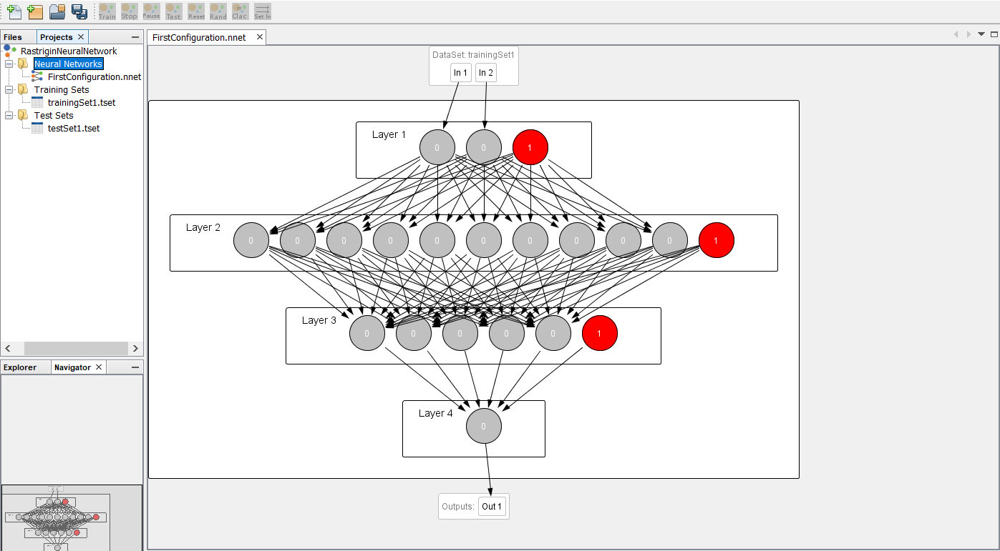 Train Stop Pause Test Reset Rand Clac Set In
Files Projects
FirstConfiguration.nnet
RastriginNeuralNetwork
Neural Networks
FirstConfiguration.nnet
Training Sets
trainingSet1.tset
Test Sets
testSet1.tset
Explorer Navigator
DataSet: trainingSet1
In 1 In 2
Layer 1
0 0 1
Layer 2
0 0 0 0 0 0 0 0 0 0 1
Layer 3
0 0 0 0 0 1
Layer 4
0
Outputs: Out 1